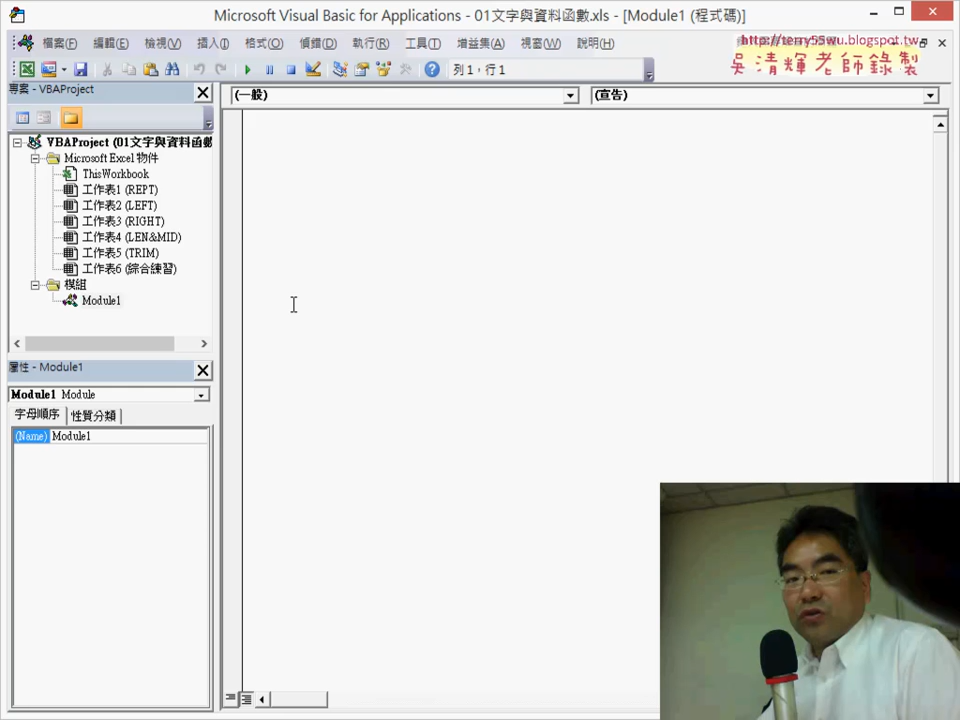 Microsoft Visual Basic for Applications - 01文字與資料函數.xls - [Module1 (程式碼)]
檔案(F) 編輯(E) 檢視(V) 插入(I) 格式(O) 偵錯(D) 執行(R) 工具(T) 增益集(A) 視窗(W) 說明(H)
http://terry55wu.blogspot.tw
吳清輝老師錄製
列 1，行 1
專案 - VBAProject
(一般) (宣告)
VBAProject (01文字與資料函數
Microsoft Excel 物件
ThisWorkbook
工作表1 (REPT)
工作表2 (LEFT)
工作表3 (RIGHT)
工作表4 (LEN&MID)
工作表5 (TRIM)
工作表6 (綜合練習)
模組
Module1
屬性 - Module1
Module1 Module
字母順序 性質分類
(Name) Module1